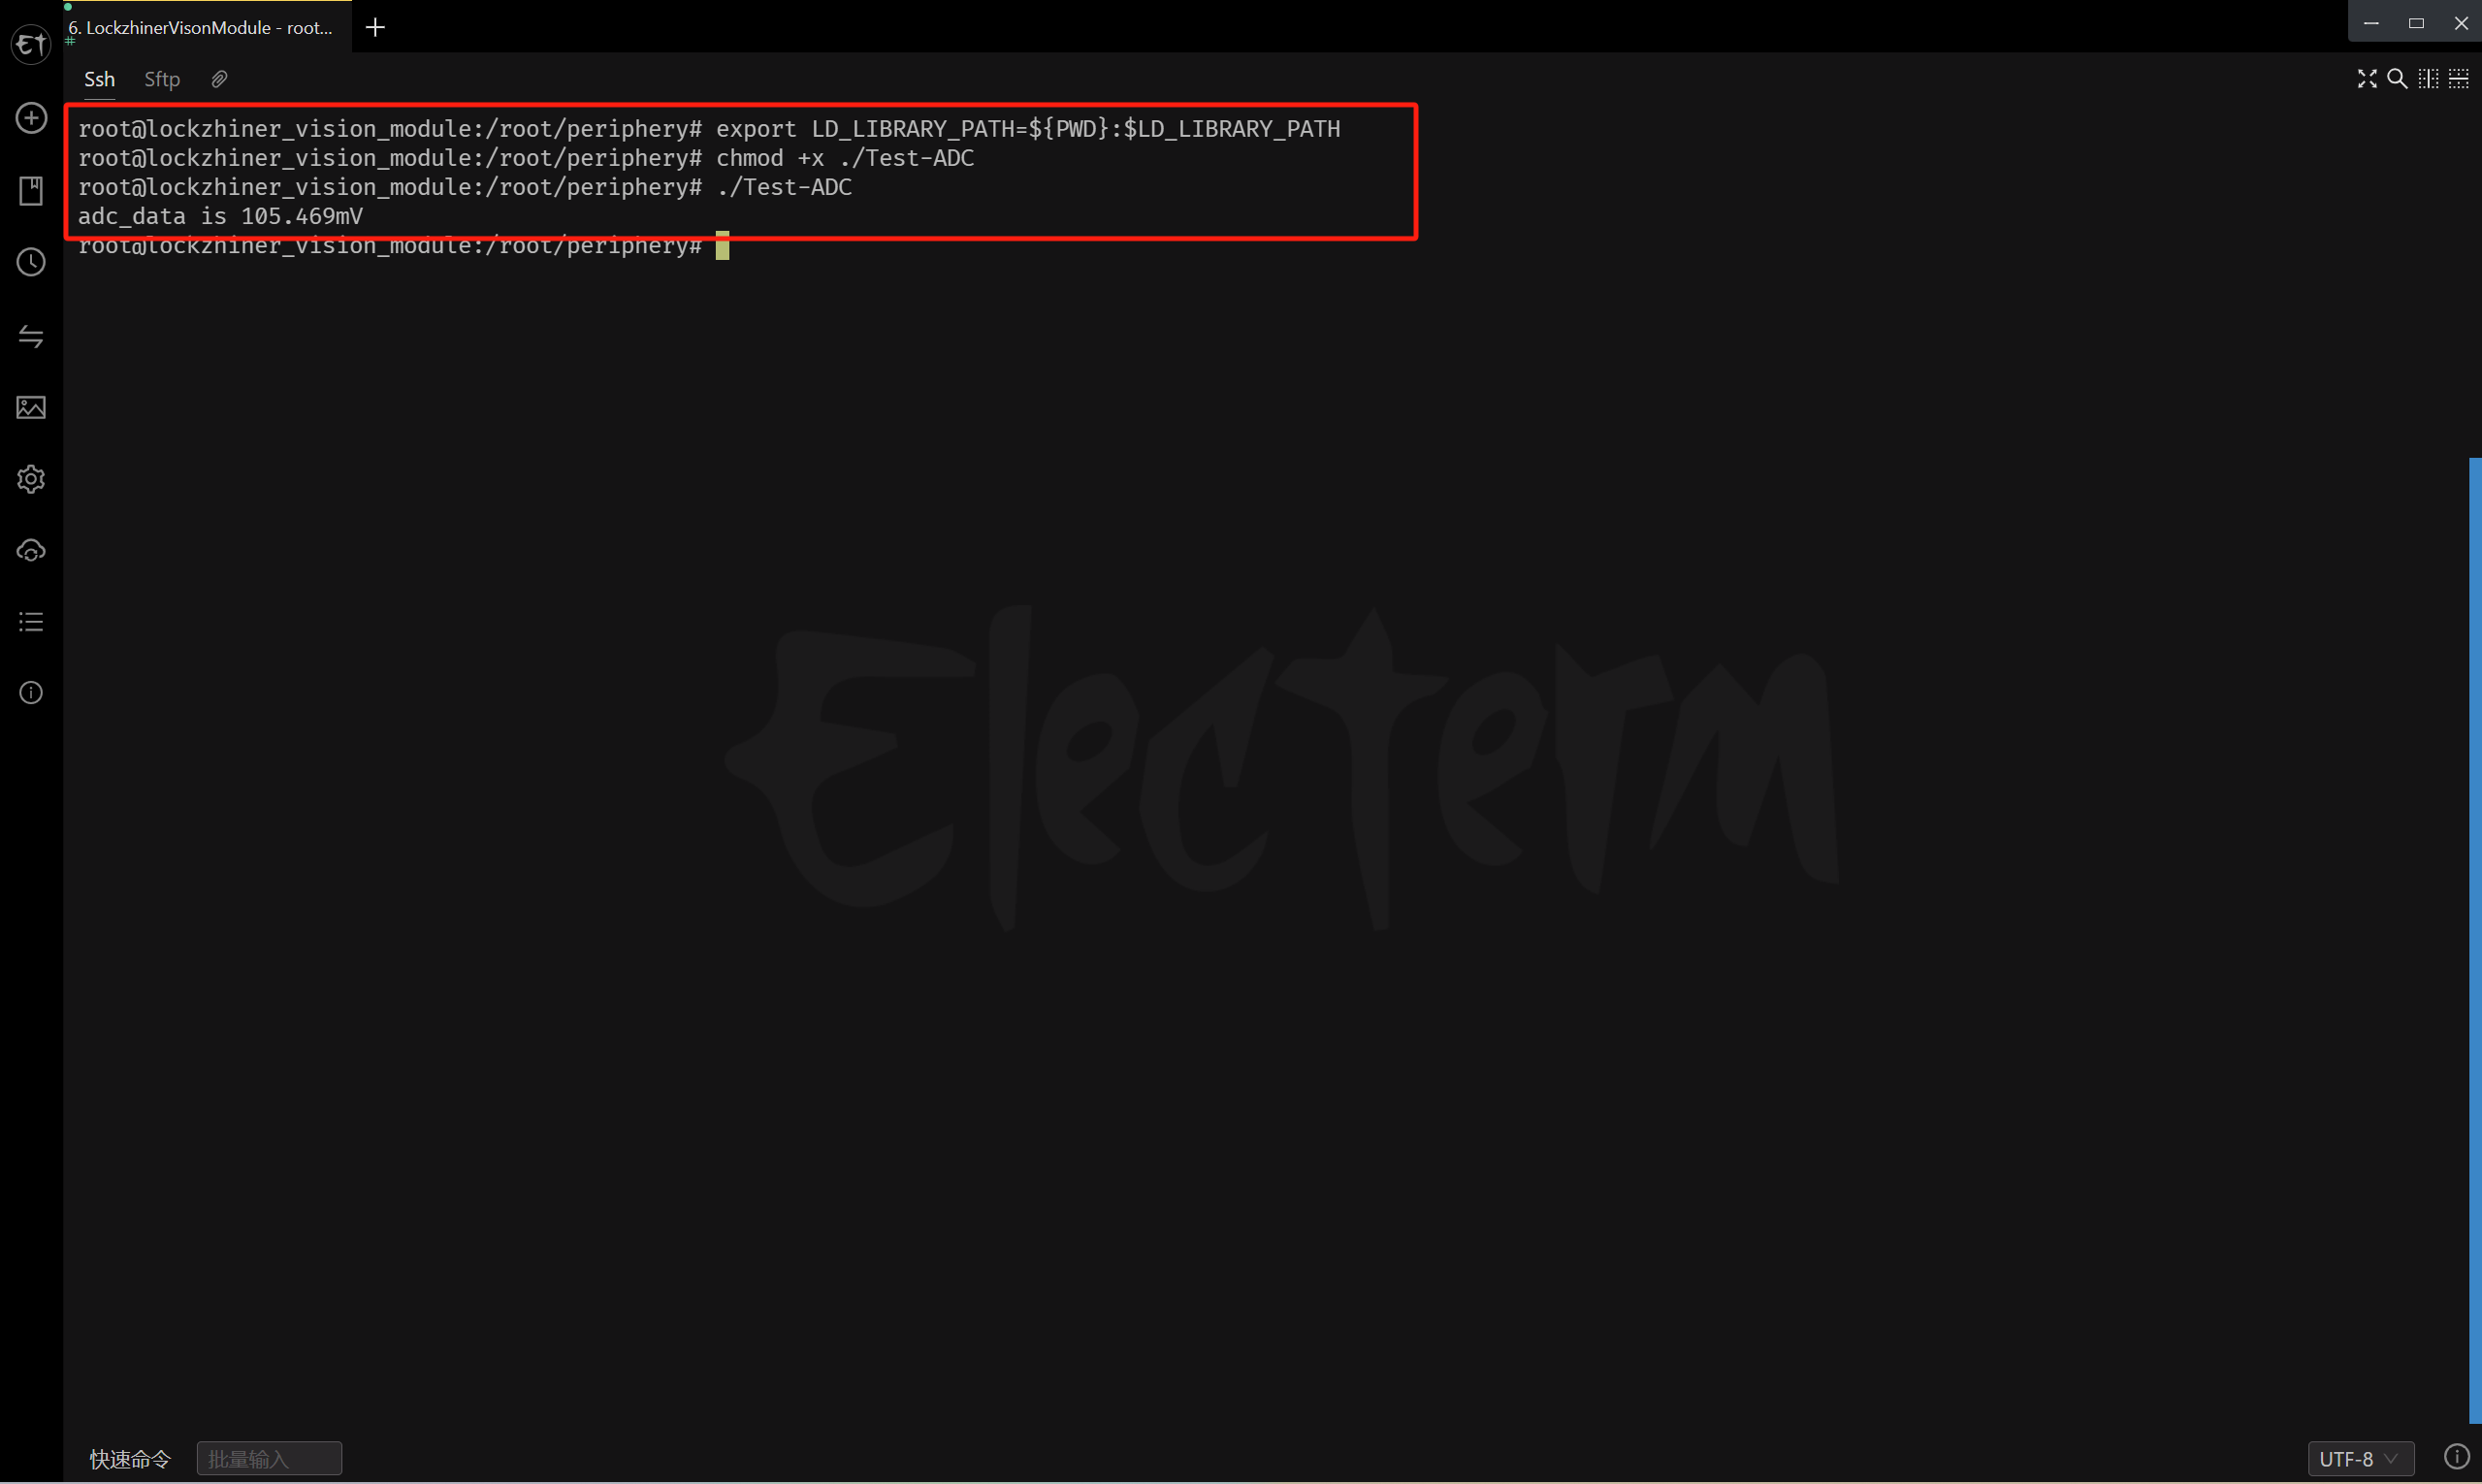 6. LockzhinerVisonModule - root...
#
Ssh Sftp
root@lockzhiner_vision_module:/root/periphery# export LD_LIBRARY_PATH=${PWD}:$LD_LIBRARY_PATH
root@lockzhiner_vision_module:/root/periphery# chmod +x ./Test-ADC
root@lockzhiner_vision_module:/root/periphery# ./Test-ADC
adc_data is 105.469mV
root@lockzhiner_vision_module:/root/periphery#
Electerm
快速命令 批量输入 UTF-8